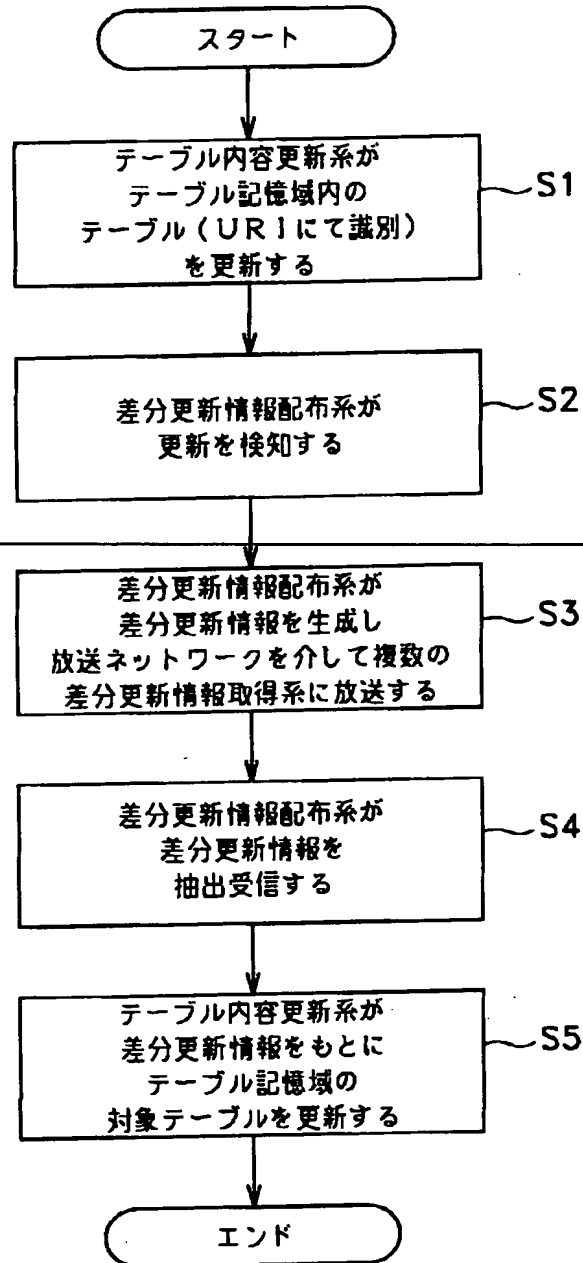 スタート
テーブル内容更新系が
テーブル記憶域内の
テーブル(URIにて識別)
を更新する
S1
差分更新情報配布系が
更新を検知する
S2
差分更新情報配布系が
差分更新情報を生成し
放送ネットワークを介して複数の
差分更新情報取得系に放送する
S3
差分更新情報配布系が
差分更新情報を
抽出受信する
S4
テーブル内容更新系が
差分更新情報をもとに
テーブル記憶域の
対象テーブルを更新する
S5
エンド